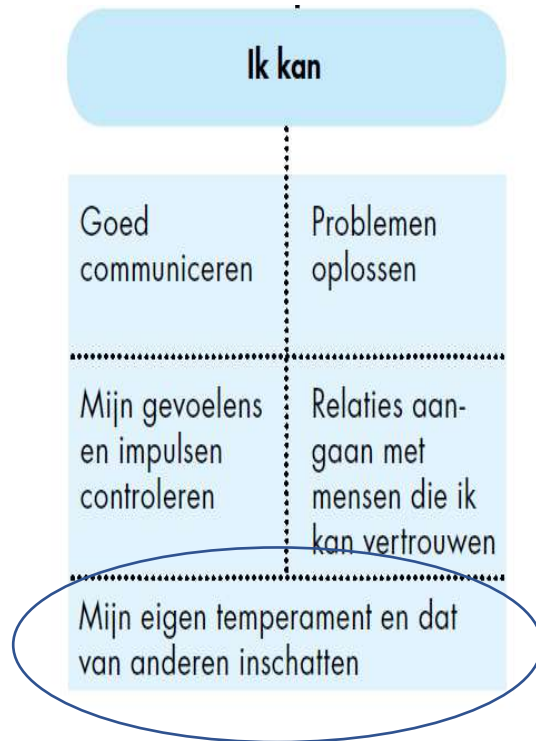 Ik kan
Goed
communiceren
Problemen
oplossen
Mijn gevoelens
en impulsen
controleren
Relaties aan-
gaan met
mensen die ik
kan vertrouwen
Mijn eigen temperament en dat
van anderen inschatten